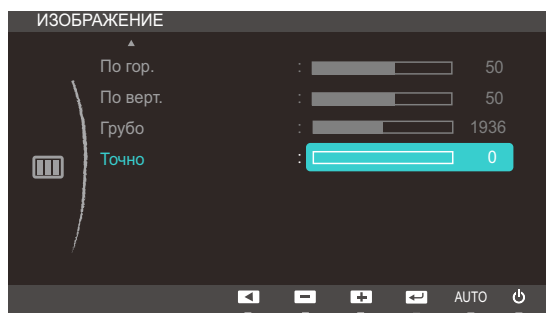 ИЗОБРАЖЕНИЕ
По гор. : 50
По верт. : 50
Грубо : 1936
Точно : 0
AUTO